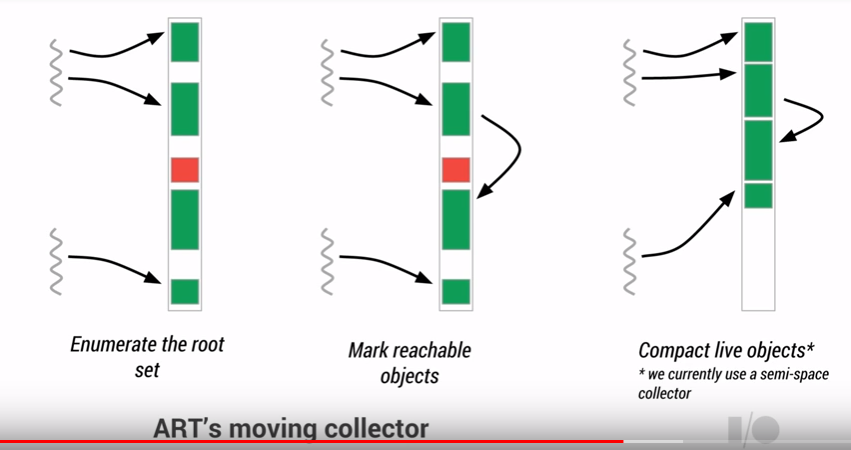 Enumerate the root
set
Mark reachable
objects
Compact live objects*
* we currently use a semi-space
collector
ART's moving collector
I/O